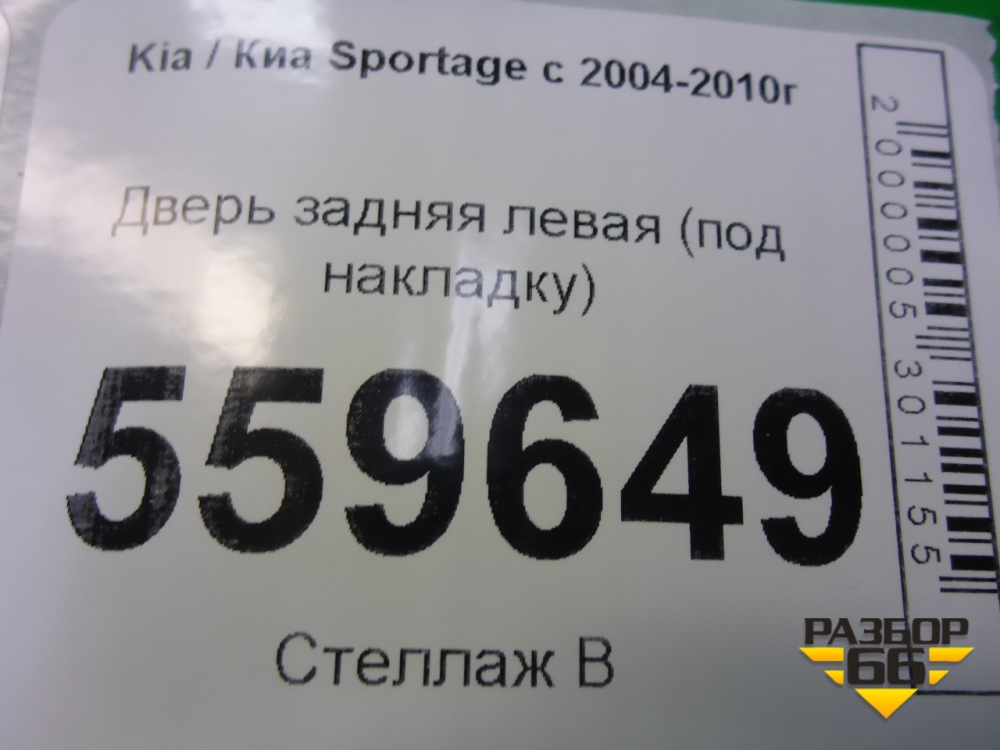 Kia / Киа Sportage с 2004-2010г
Дверь задняя левая (под
накладку)
559649
Стеллаж В
2000005301155
РАЗБОР
66